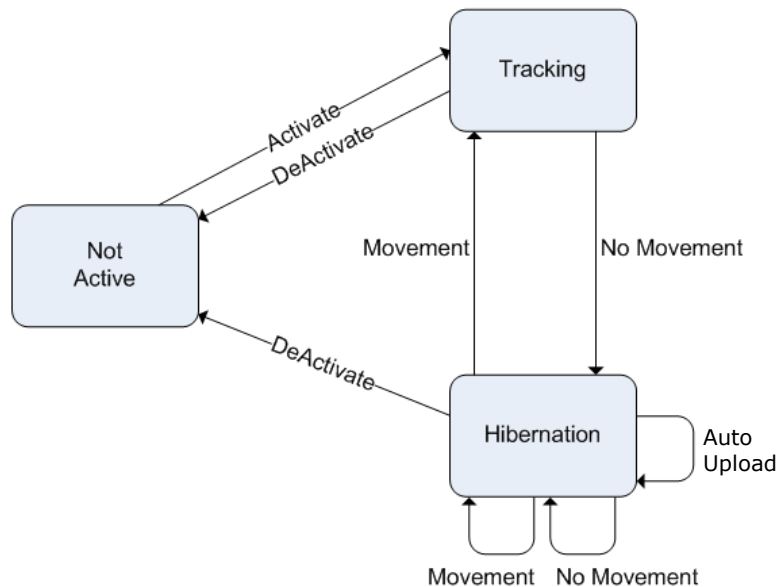 Tracking
Activate
DeActivate
Not
Active
Movement
No Movement
DeActivate
Hibernation
Auto
Upload
Movement
No Movement